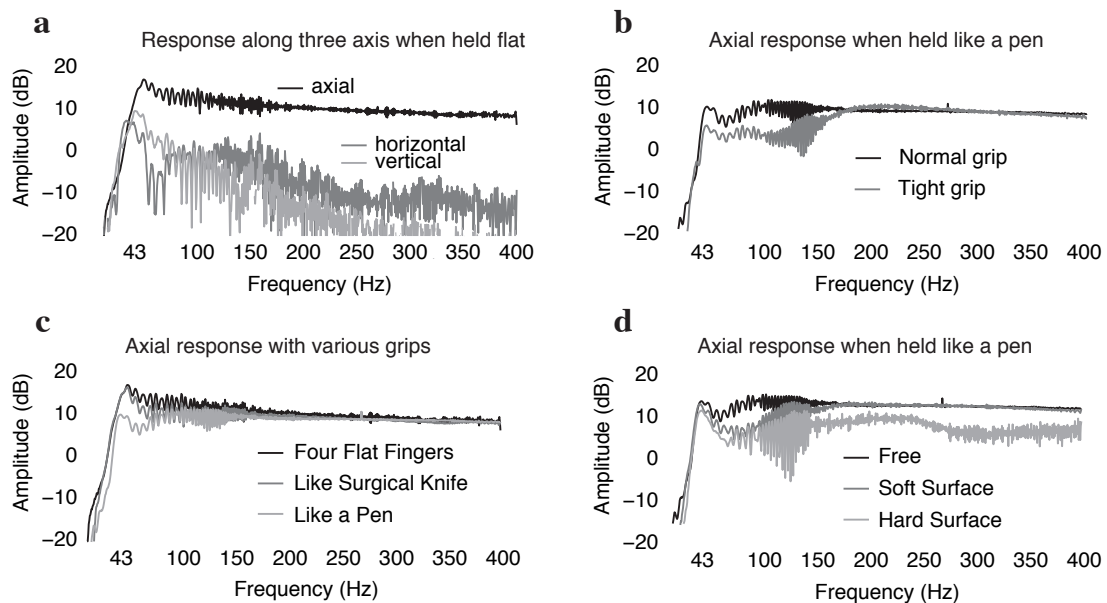 a
Response along three axis when held flat
Amplitude (dB)
20
10
0
−10
−20
axial
horizontal
vertical
43 100 150 200 250 300 350 400
Frequency (Hz)
b
Axial response when held like a pen
Amplitude (dB)
20
10
0
−10
−20
Normal grip
Tight grip
43 100 150 200 250 300 350 400
Frequency (Hz)
c
Axial response with various grips
Amplitude (dB)
20
10
0
−10
−20
Four Flat Fingers
Like Surgical Knife
Like a Pen
43 100 150 200 250 300 350 400
Frequency (Hz)
d
Axial response when held like a pen
Amplitude (dB)
20
10
0
−10
−20
Free
Soft Surface
Hard Surface
43 100 150 200 250 300 350 400
Frequency (Hz)